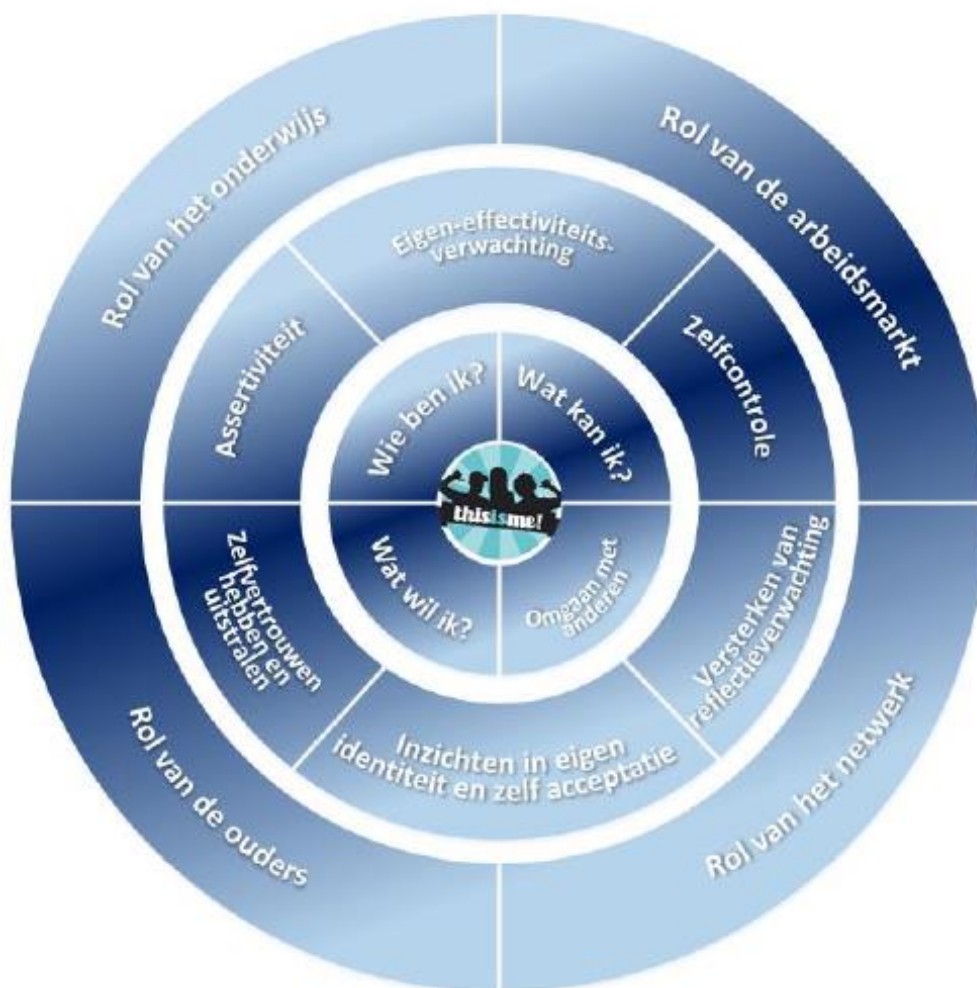 Rol van het onderwijs
Rol van de arbeidsmarkt
Eigen-effectiviteits-
verwachting
Assertiviteit
Zelfcontrole
Wie ben ik?
Wat kan ik?
thisisme!
Wat wil ik?
Omgaan met
anderen
Zelfvertrouwen
hebben en
uitstralen
Versterken van
reflectieverwachting
Inzichten in eigen
identiteit en zelf acceptatie
Rol van de ouders
Rol van het netwerk